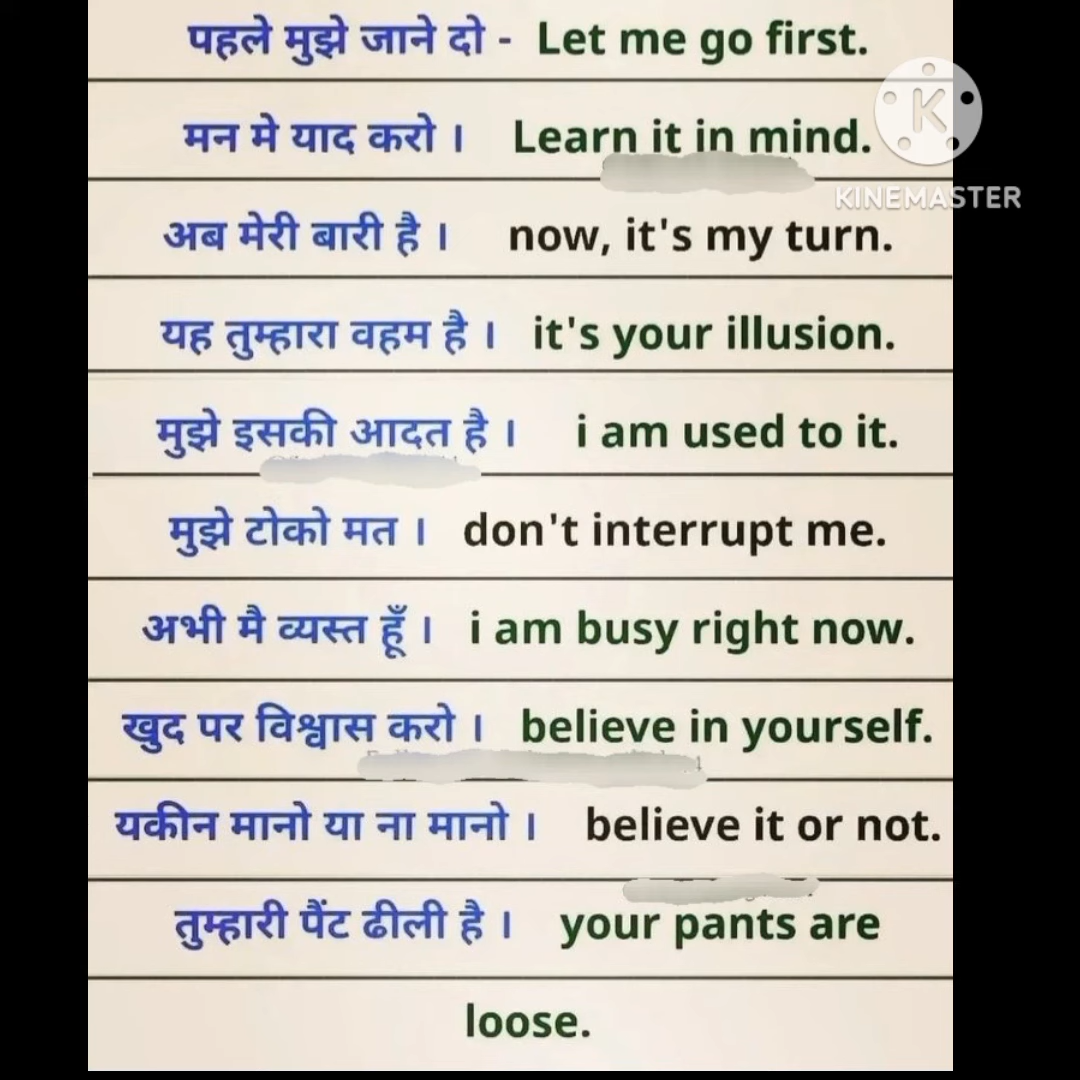 पहले मुझे जाने दो - Let me go first.
मन मे याद करो । Learn it in mind.
KINEMASTER
अब मेरी बारी है । now, it's my turn.
यह तुम्हारा वहम है । it's your illusion.
मुझे इसकी आदत है । i am used to it.
मुझे टोको मत । don't interrupt me.
अभी मै व्यस्त हूँ । i am busy right now.
खुद पर विश्वास करो । believe in yourself.
यकीन मानो या ना मानो । believe it or not.
तुम्हारी पैंट ढीली है । your pants are
loose.